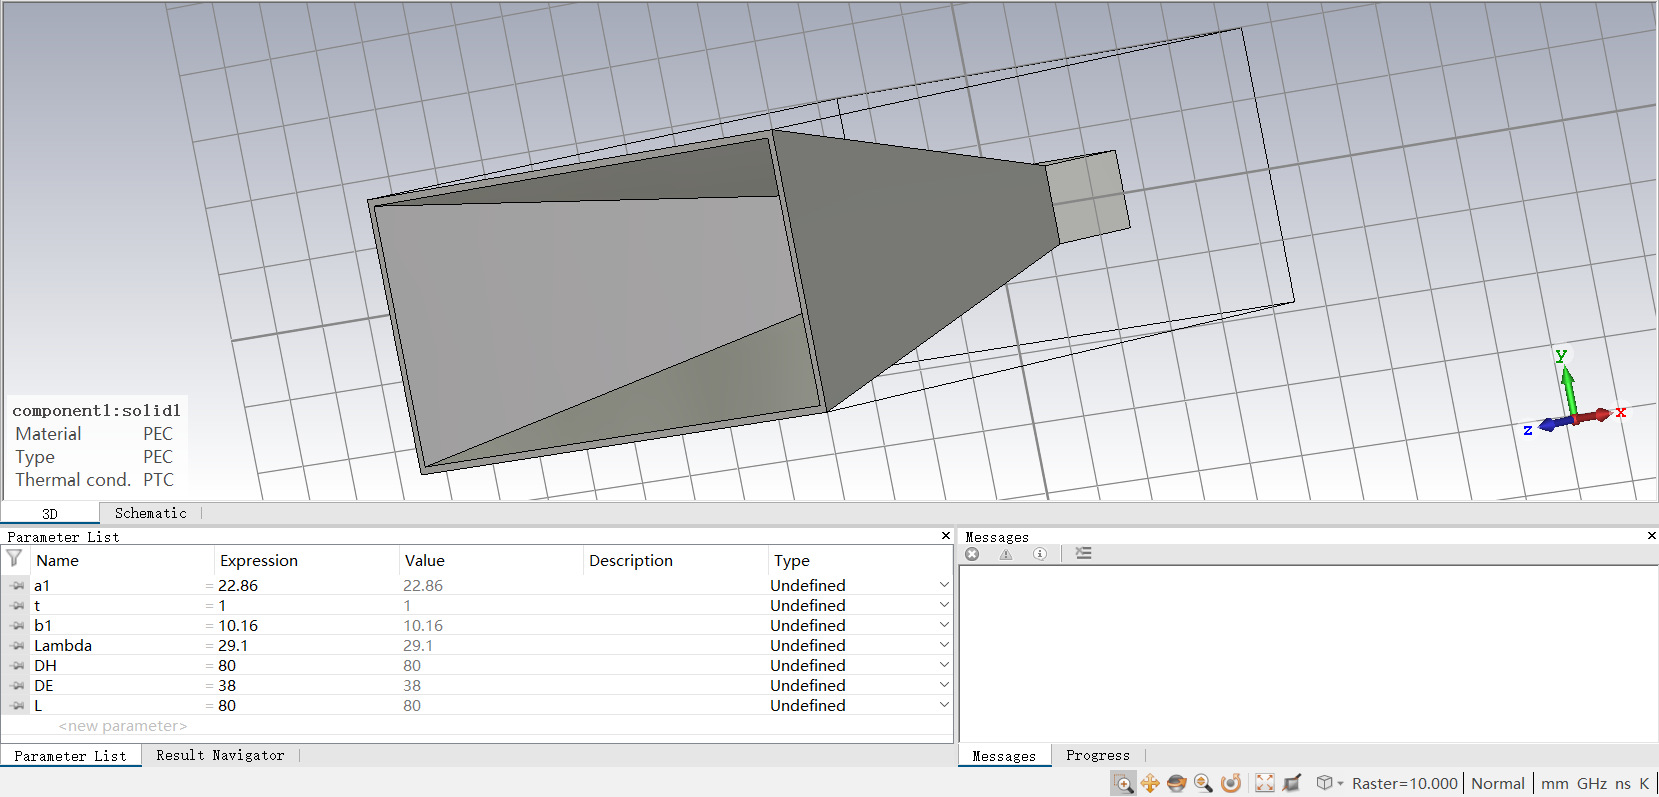 y
x
z
component1:solid1
Material PEC
Type PEC
Thermal cond. PTC
3D Schematic
Parameter List
Name Expression Value Description Type
a1 = 22.86 22.86 Undefined
t = 1 1 Undefined
b1 = 10.16 10.16 Undefined
Lambda = 29.1 29.1 Undefined
DH = 80 80 Undefined
DE = 38 38 Undefined
L = 80 80 Undefined
<new parameter>
Parameter List Result Navigator
Messages
Messages Progress
Raster=10.000 Normal mm GHz ns K